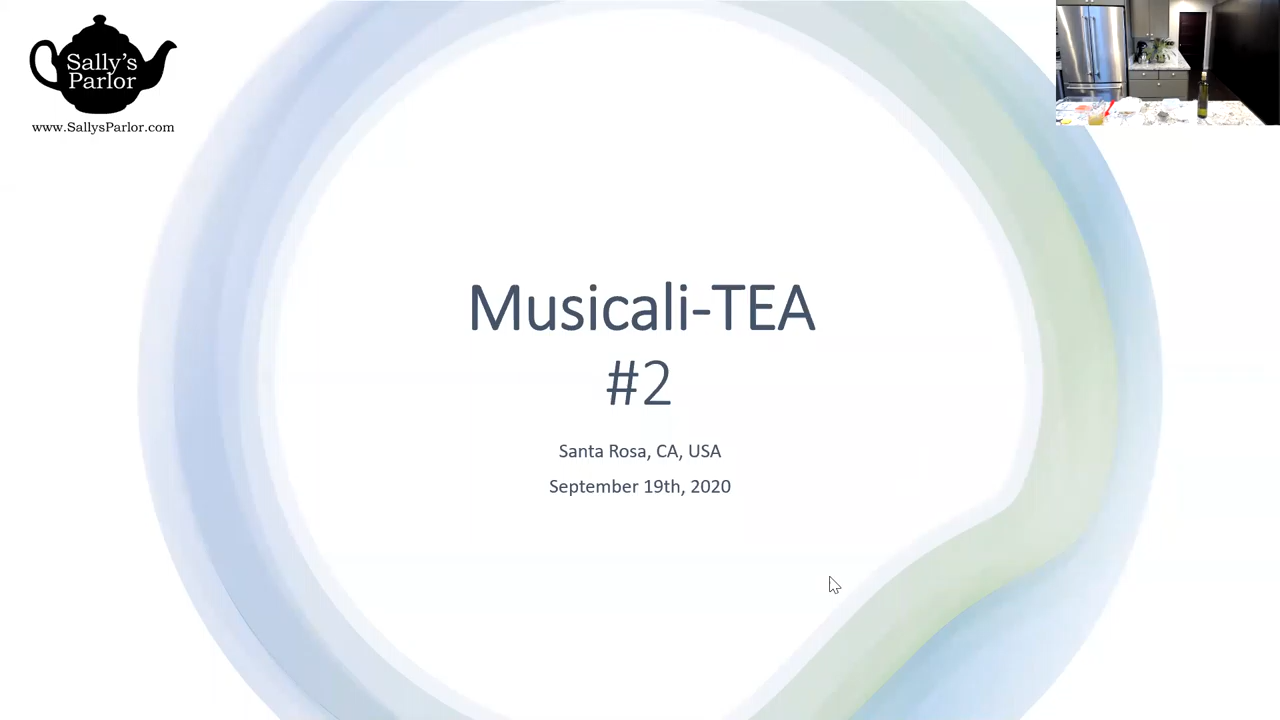 Sally's
Parlor
www.SallysParlor.com
Musicali-TEA
#2
Santa Rosa, CA, USA
September 19th, 2020